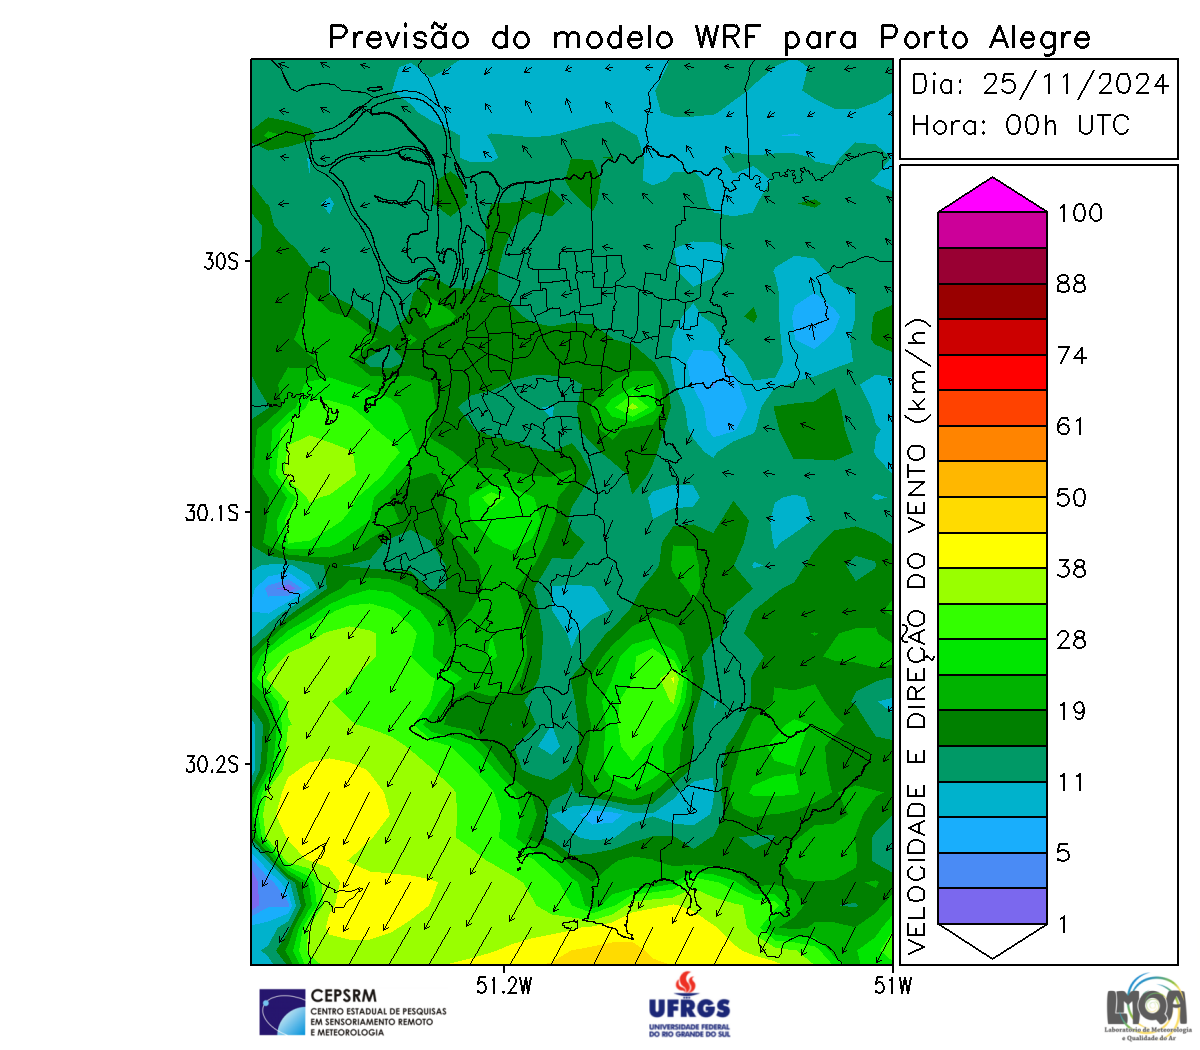 Previsão do modelo WRF para Porto Alegre
Dia: 25/11/2024
Hora: 00h UTC
30S
30.1S
30.2S
51.2W
51W
VELOCIDADE E DIREÇÃO DO VENTO (km/h)
100
88
74
61
50
38
28
19
11
5
1
CEPSRM
CENTRO ESTADUAL DE PESQUISAS
EM SENSORIAMENTO REMOTO
E METEOROLOGIA
UFRGS
UNIVERSIDADE FEDERAL
DO RIO GRANDE DO SUL
LMQA
Laboratório de Meteorologia
e Qualidade do Ar